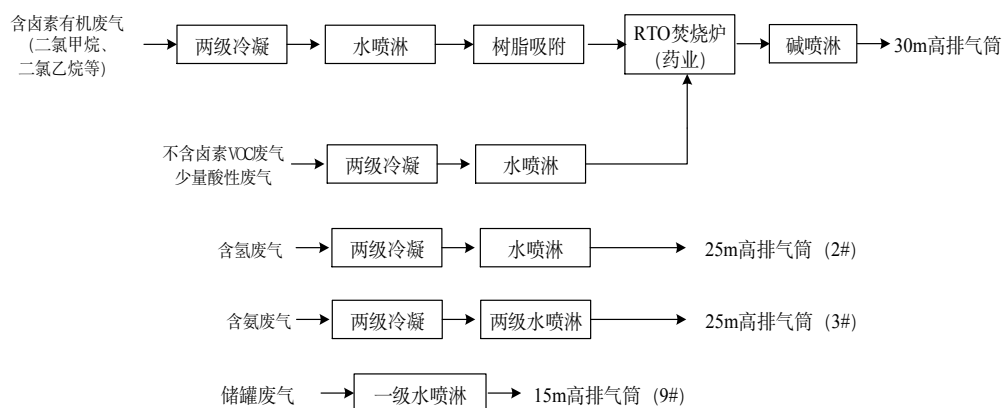 含卤素有机废气
(二氯甲烷、
二氯乙烷等)
两级冷凝
水喷淋
树脂吸附
RTO焚烧炉
(药业)
碱喷淋
30m高排气筒
不含卤素VOC废气
少量酸性废气
两级冷凝
水喷淋
含氢废气
两级冷凝
水喷淋
25m高排气筒 (2#)
含氨废气
两级冷凝
两级水喷淋
25m高排气筒 (3#)
储罐废气
一级水喷淋
15m高排气筒 (9#)